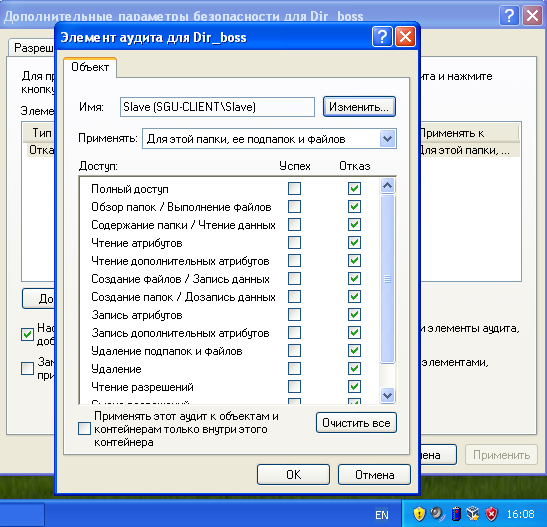 Дополнительные параметры безопасности для Dir_boss
Элемент аудита для Dir_boss
Разреш
Объект
Для пр
та и нажмите
кнопку
Имя:
Slave (SGU-CLIENT\Slave)
Изменить...
Элеме
Применять:
Для этой папки, ее подпапок и файлов
Тип
Применять к
Отка
Для этой папки, ...
Доступ:
Успех
Отказ
Полный доступ
Обзор папок / Выполнение файлов
Содержание папки / Чтение данных
Чтение атрибутов
Чтение дополнительных атрибутов
Создание файлов / Запись данных
Создание папок / Дозапись данных
Запись атрибутов
Запись дополнительных атрибутов
Удаление подпапок и файлов
Удаление
Чтение разрешений
До
Нас
и элементы аудита,
доб
Зам
элементами,
при
Применять этот аудит к объектам и
контейнерам только внутри этого
контейнера
Очистить все
ОК
Отмена
ена
Применить
EN
16:08